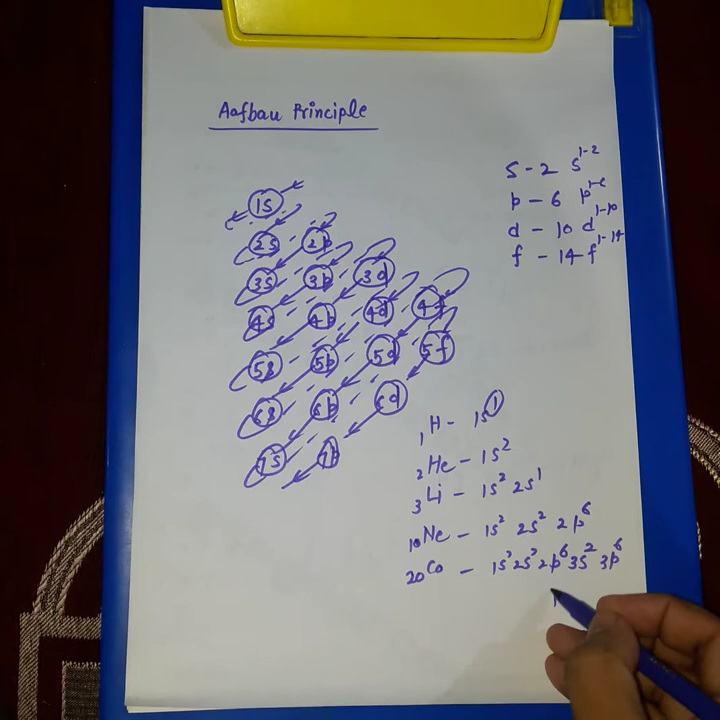 Aafbau Principle
s - 2 s¹⁻²
p - 6 p¹⁻⁶
d - 10 d¹⁻¹⁰
f - 14 f¹⁻¹⁴
1s
2s 2p
3s 3p 3d
4s 4p 4d 4f
5s 5p 5d 5f
6s 6p 6d
7s 7p
₁H - 1s¹
₂He - 1s²
₃Li - 1s² 2s¹
₁₀Ne - 1s² 2s² 2p⁶
₂₀Ca - 1s² 2s² 2p⁶ 3s² 3p⁶